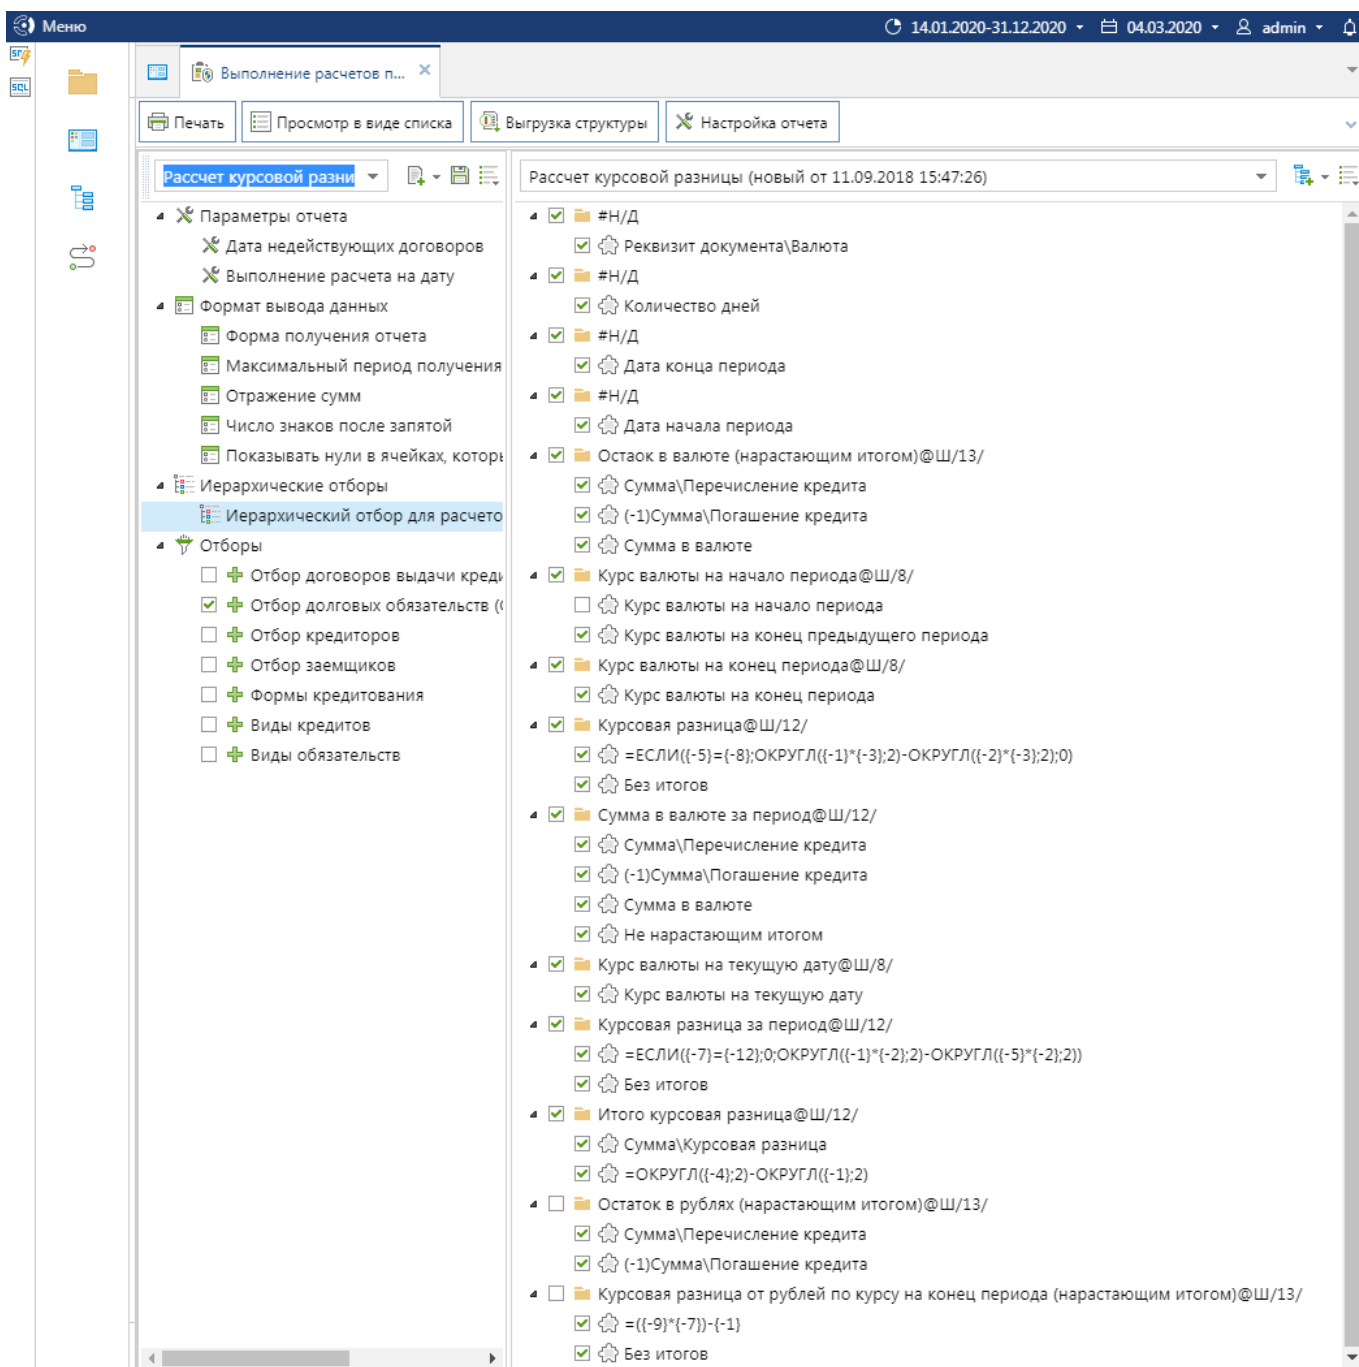 Меню
14.01.2020-31.12.2020 04.03.2020 admin
SQL
Выполнение расчетов п...
Печать Просмотр в виде списка Выгрузка структуры Настройка отчета
Рассчет курсовой разни
Параметры отчета
Дата недействующих договоров
Выполнение расчета на дату
Формат вывода данных
Форма получения отчета
Максимальный период получения
Отражение сумм
Число знаков после запятой
Показывать нули в ячейках, которь
Иерархические отборы
Иерархический отбор для расчето
Отборы
Отбор договоров выдачи креди
Отбор долговых обязательств (
Отбор кредиторов
Отбор заемщиков
Формы кредитования
Виды кредитов
Виды обязательств
Рассчет курсовой разницы (новый от 11.09.2018 15:47:26)
#Н/Д
Реквизит документа\Валюта
#Н/Д
Количество дней
#Н/Д
Дата конца периода
#Н/Д
Дата начала периода
Остаок в валюте (нарастающим итогом)@Ш/13/
Сумма\Перечисление кредита
(-1)Сумма\Погашение кредита
Сумма в валюте
Курс валюты на начало периода@Ш/8/
Курс валюты на начало периода
Курс валюты на конец предыдущего периода
Курс валюты на конец периода@Ш/8/
Курс валюты на конец периода
Курсовая разница@Ш/12/
=ЕСЛИ({-5}={-8};ОКРУГЛ({-1}*{-3};2)-ОКРУГЛ({-2}*{-3};2);0)
Без итогов
Сумма в валюте за период@Ш/12/
Сумма\Перечисление кредита
(-1)Сумма\Погашение кредита
Сумма в валюте
Не нарастающим итогом
Курс валюты на текущую дату@Ш/8/
Курс валюты на текущую дату
Курсовая разница за период@Ш/12/
=ЕСЛИ({-7}={-12};0;ОКРУГЛ({-1}*{-2};2)-ОКРУГЛ({-5}*{-2};2))
Без итогов
Итого курсовая разница@Ш/12/
Сумма\Курсовая разница
=ОКРУГЛ({-4};2)-ОКРУГЛ({-1};2)
Остаток в рублях (нарастающим итогом)@Ш/13/
Сумма\Перечисление кредита
(-1)Сумма\Погашение кредита
Курсовая разница от рублей по курсу на конец периода (нарастающим итогом)@Ш/13/
=({-9}*{-7})-{-1}
Без итогов